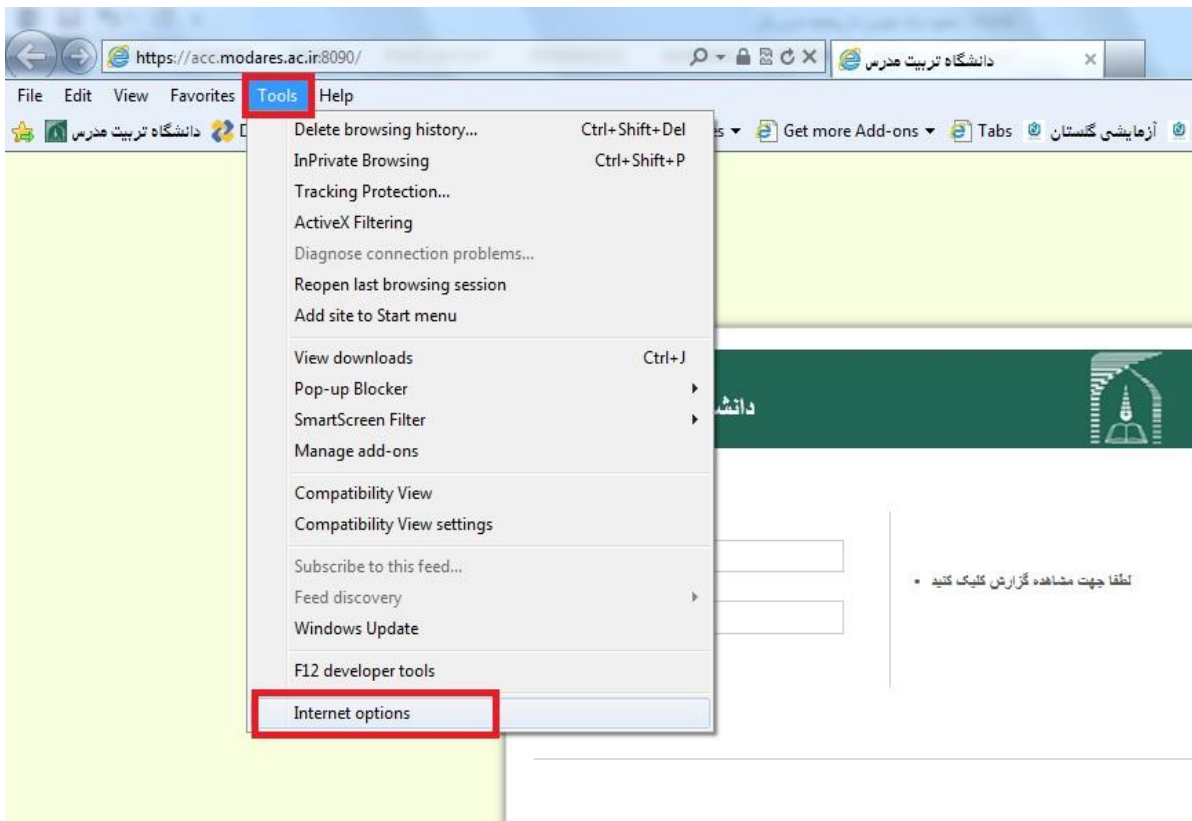 https://acc.modares.ac.ir:8090/
دانشگاه تربیت مدرس
File Edit View Favorites Tools Help
دانشگاه تربیت مدرس
Get more Add-ons
Tabs
آزمایشی گلستان
Delete browsing history... Ctrl+Shift+Del
InPrivate Browsing Ctrl+Shift+P
Tracking Protection...
ActiveX Filtering
Diagnose connection problems...
Reopen last browsing session
Add site to Start menu
View downloads Ctrl+J
Pop-up Blocker
SmartScreen Filter
Manage add-ons
Compatibility View
Compatibility View settings
Subscribe to this feed...
Feed discovery
Windows Update
F12 developer tools
Internet options
دانشگ
لطفا جهت مشاهده گزارش کلیک کنید •